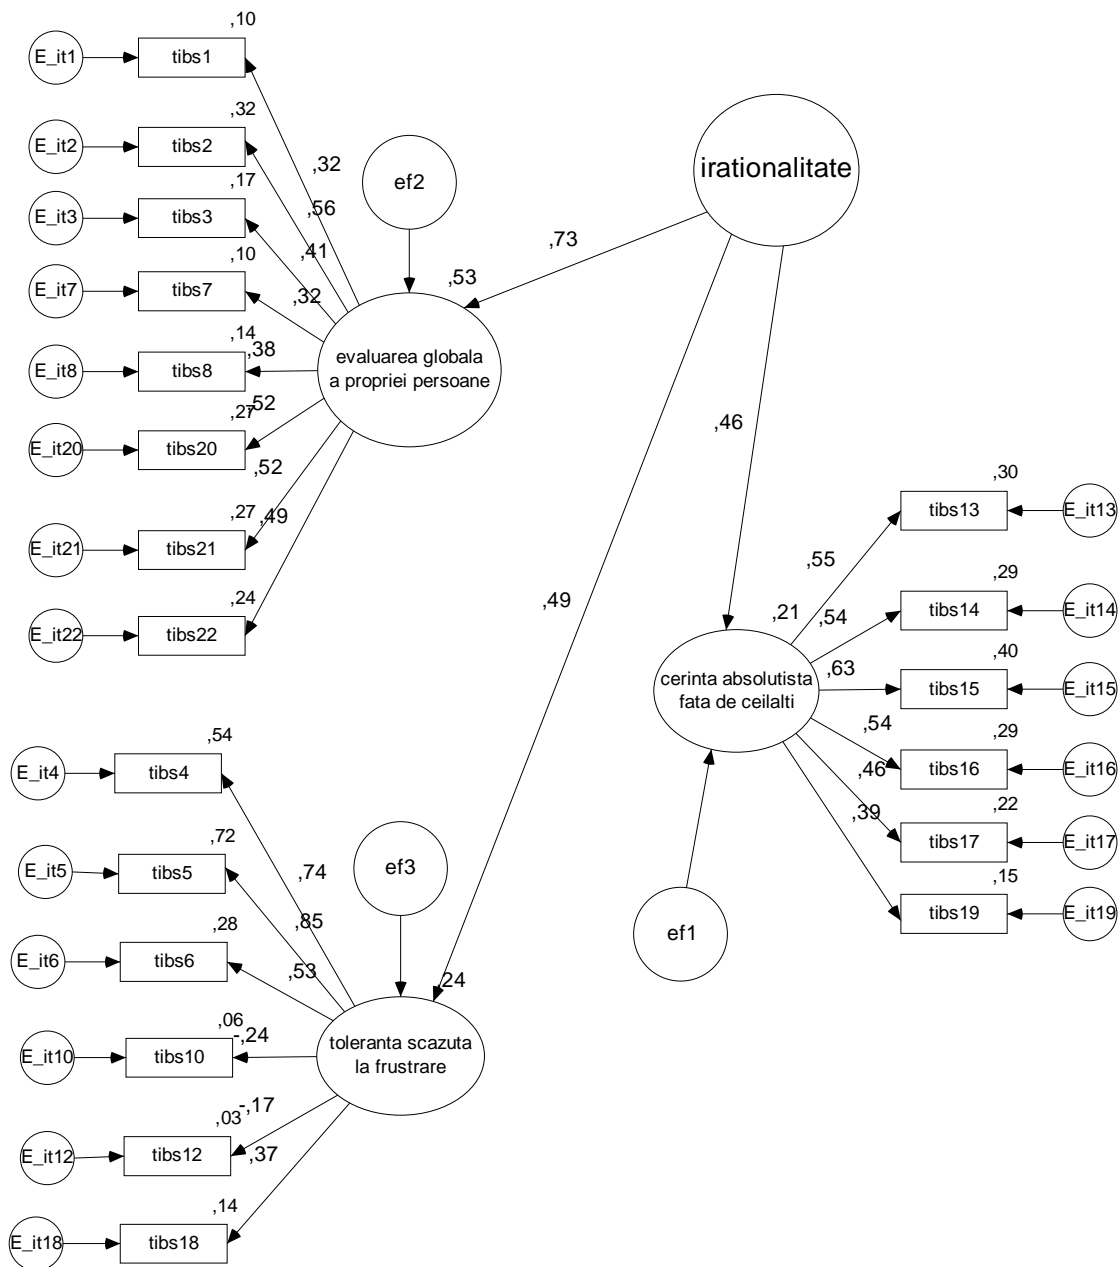 ,10
E_it1
tibs1
,32
E_it2
tibs2
,32
,17
E_it3
tibs3
,56
,10
E_it7
tibs7
,41
,32
,14
E_it8
tibs8
,38
,27
E_it20
tibs20
,52
,52
,27
E_it21
tibs21
,49
,24
E_it22
tibs22
ef2
,53
evaluarea globala
a propriei persoane
irationalitate
,73
,46
,49
,30
tibs13
E_it13
,55
,29
tibs14
E_it14
,21
,54
,40
tibs15
E_it15
,63
cerinta absolutista
fata de ceilalti
,29
tibs16
E_it16
,54
,22
tibs17
E_it17
,46
,15
tibs19
E_it19
,39
ef1
,54
E_it4
tibs4
,72
E_it5
tibs5
,74
,28
E_it6
tibs6
,85
,53
,06
E_it10
tibs10
-,24
,03
E_it12
tibs12
-,17
,37
,14
E_it18
tibs18
ef3
,24
toleranta scazuta
la frustrare